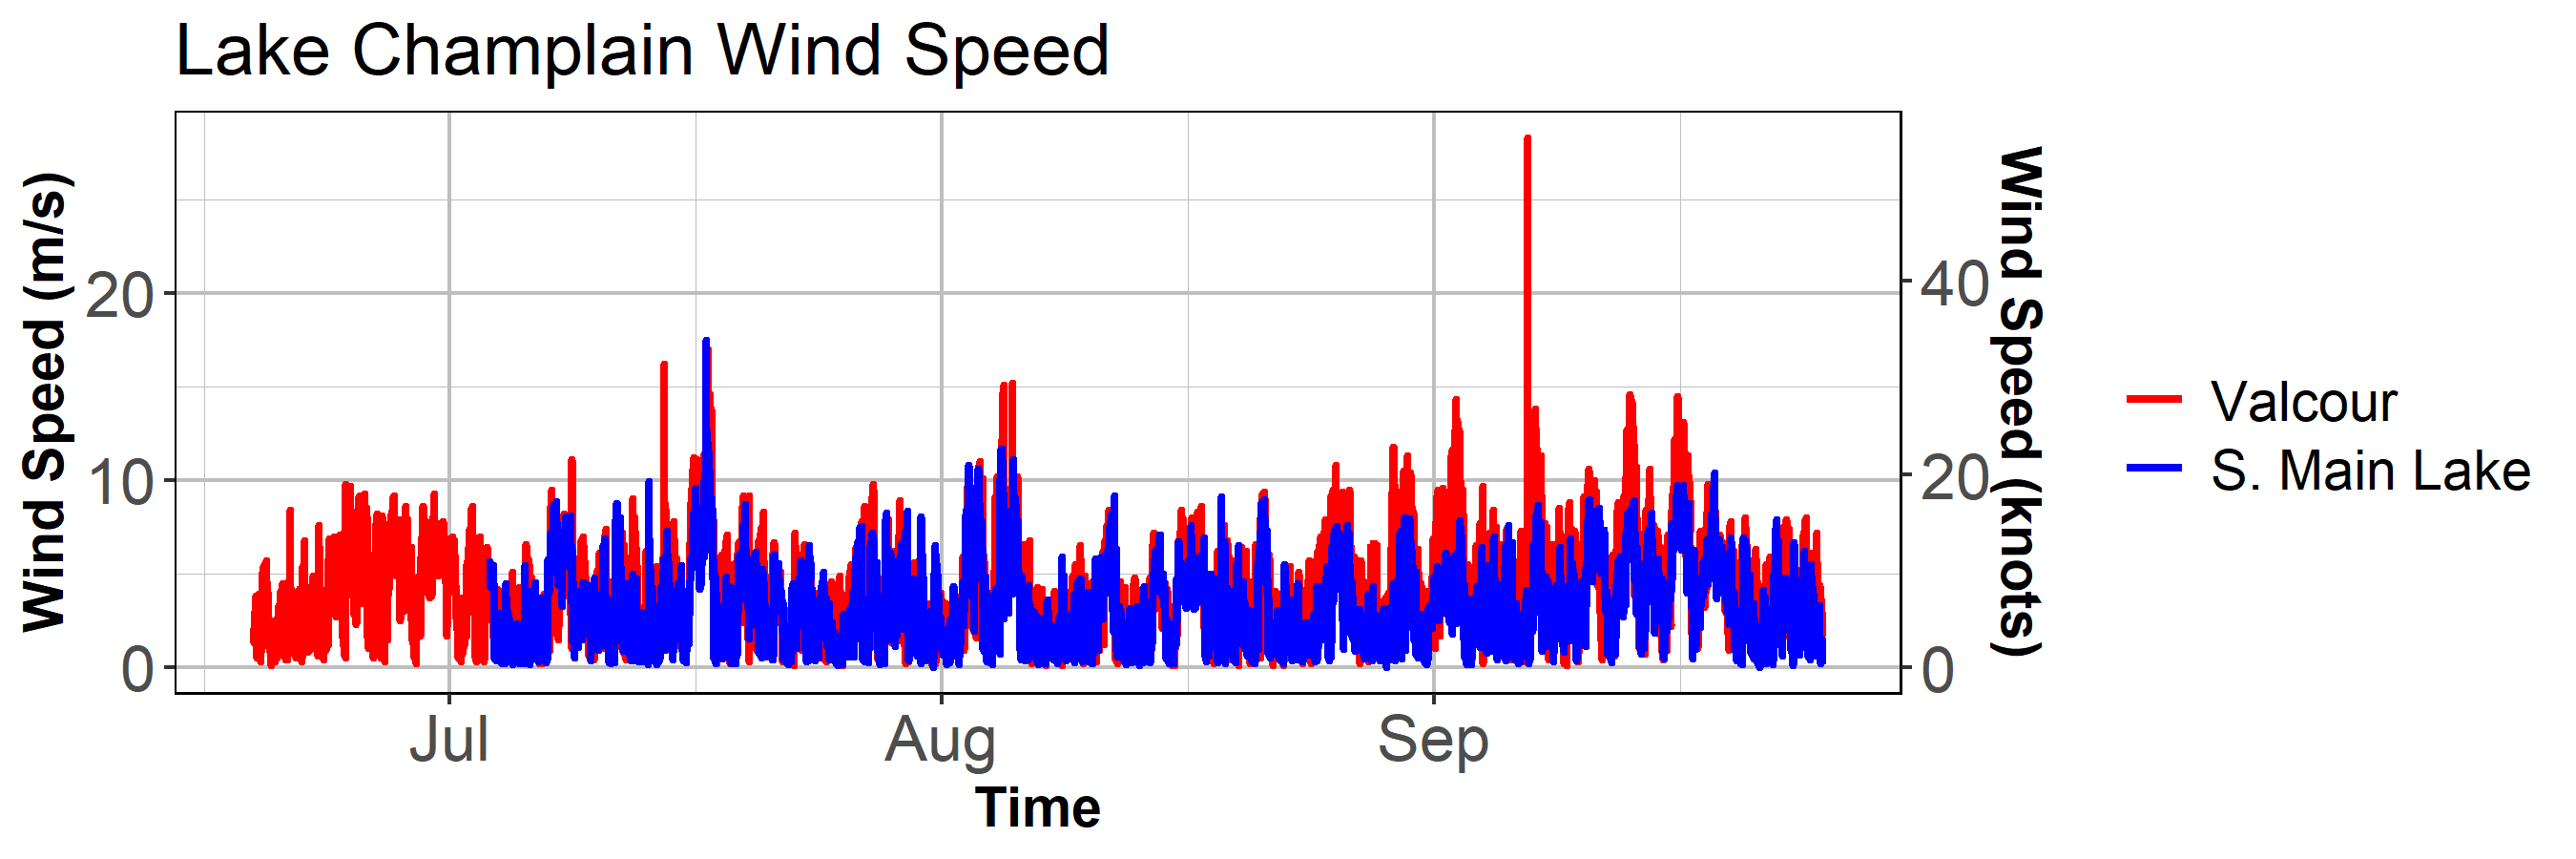 Lake Champlain Wind Speed
Wind Speed (m/s)
20
10
0
40
20
0
Wind Speed (knots)
Jul
Aug
Sep
Time
Valcour
S. Main Lake